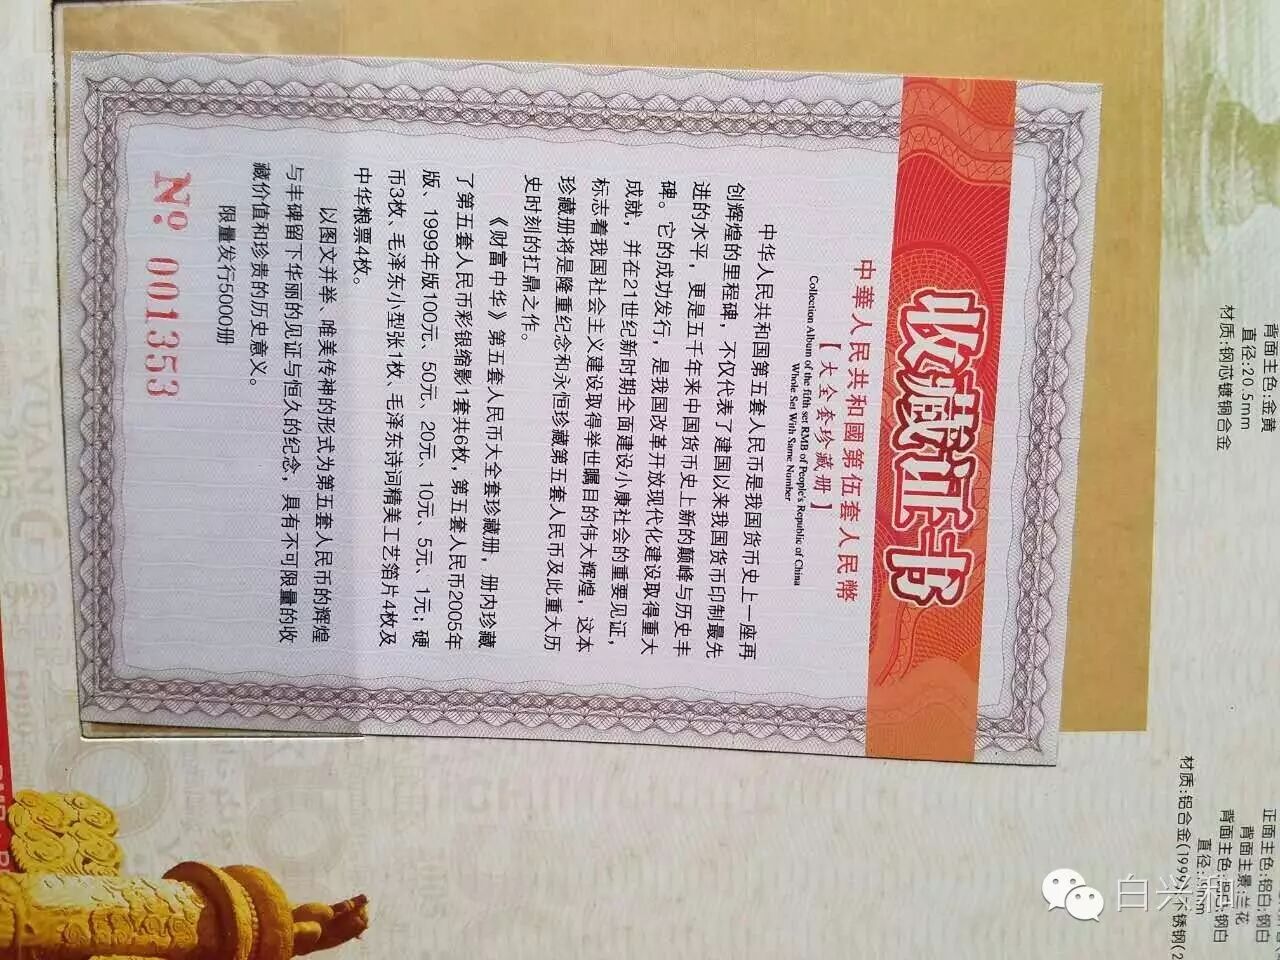 收藏证书
中華人民共和國第伍套人民幣
【大全套珍藏册】
Collection Album of the fifth set RMB of People's Republic of China
Whole Set With Same Number
中华人民共和国第五套人民币是我国货币史上一座再
创辉煌的里程碑，不仅代表了建国以来我国货币印制最先
进的水平，更是五千年来中国货币史上新的巅峰与历史丰
碑。它的成功发行，是我国改革开放现代化建设取得重大
成就，并在21世纪新时期全面建设小康社会的重要见证，
标志着我国社会主义建设取得举世瞩目的伟大辉煌，这本
珍藏册将是隆重纪念和永恒珍藏第五套人民币及此重大历
史时刻的扛鼎之作。
《财富中华》第五套人民币大全套珍藏册，册内珍藏
了第五套人民币彩银缩影1套共6枚，第五套人民币2005年
版、1999年版100元、50元、20元、10元、5元、1元；硬
币3枚、毛泽东小型张1枚、毛泽东诗词精美工艺箔片4枚及
中华粮票4枚。
以图文并举、唯美传神的形式为第五套人民币的辉煌
与丰碑留下华丽的见证与恒久的纪念，具有不可限量的收
藏价值和珍贵的历史意义。
限量发行5000册
Nº 001353
背面主色:金黄
直径:20.5mm
材质:钢芯镀铜合金
正面主色:铝白:钢白
背面主景:兰花
背面主色:铝白:钢白
直径:
材质:铝合金(1999)不锈钢(2
白兴和
YUAN